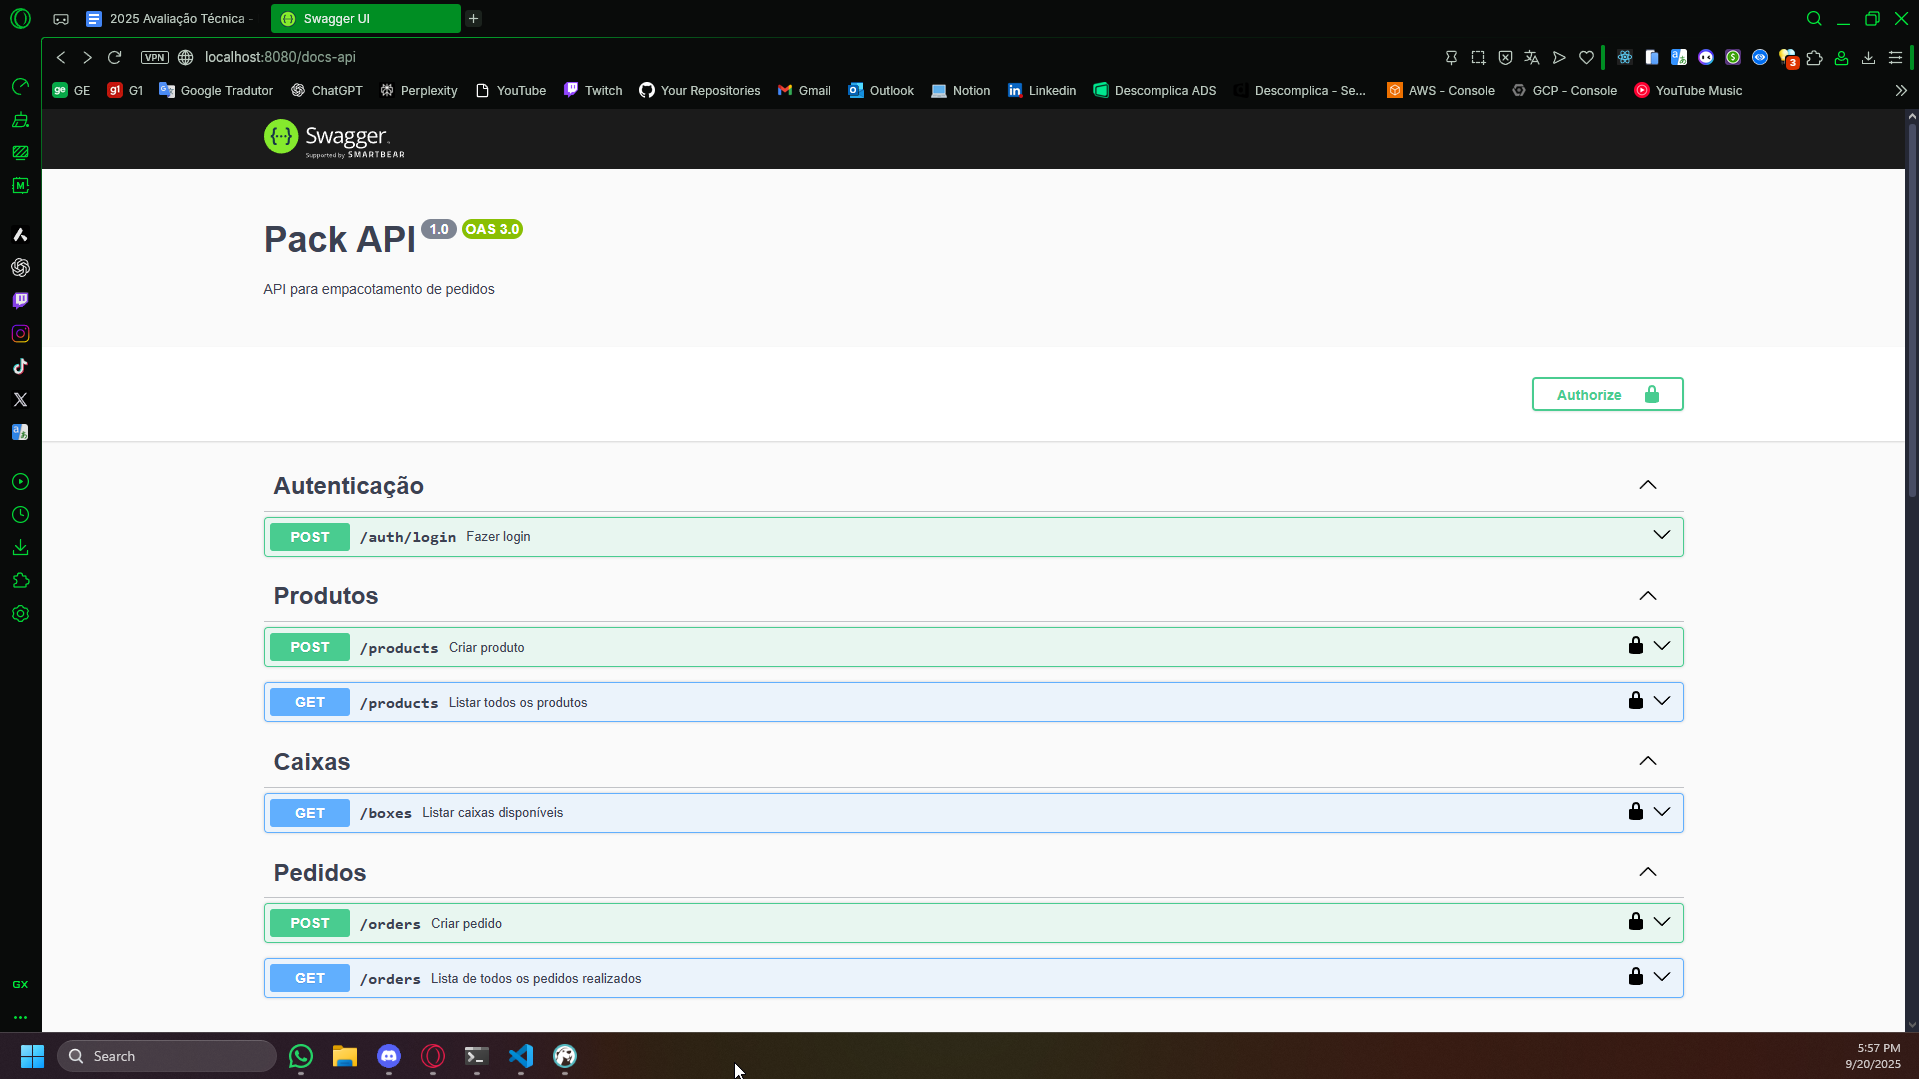 2025 Avaliação Técnica -
Swagger UI
VPN
localhost:8080/docs-api
3
GE
G1
Google Tradutor
ChatGPT
Perplexity
YouTube
Twitch
Your Repositories
Gmail
Outlook
Notion
Linkedin
Descomplica ADS
Descomplica - Se...
AWS - Console
GCP - Console
YouTube Music
Swagger
Supported by SMARTBEAR
Pack API 1.0 OAS 3.0
API para empacotamento de pedidos
Authorize
Autenticação
POST /auth/login Fazer login
Produtos
POST /products Criar produto
GET /products Listar todos os produtos
Caixas
GET /boxes Listar caixas disponíveis
Pedidos
POST /orders Criar pedido
GET /orders Lista de todos os pedidos realizados
GX
Search
5:57 PM
9/20/2025